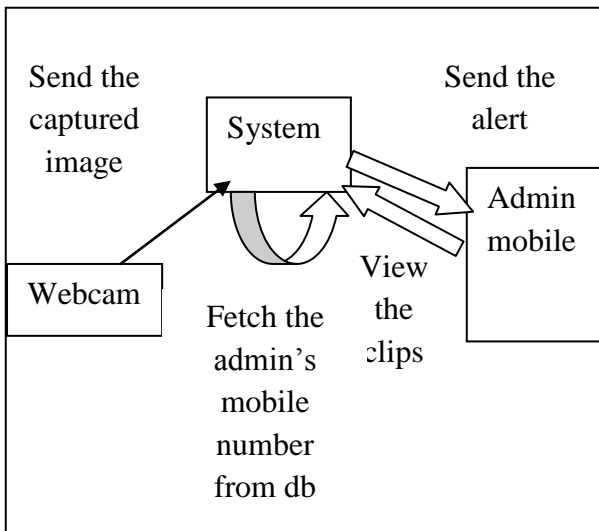 Send the
captured
image
System
Send the
alert
Admin
mobile
Webcam
View
the
clips
Fetch the
admin’s
mobile
number
from db